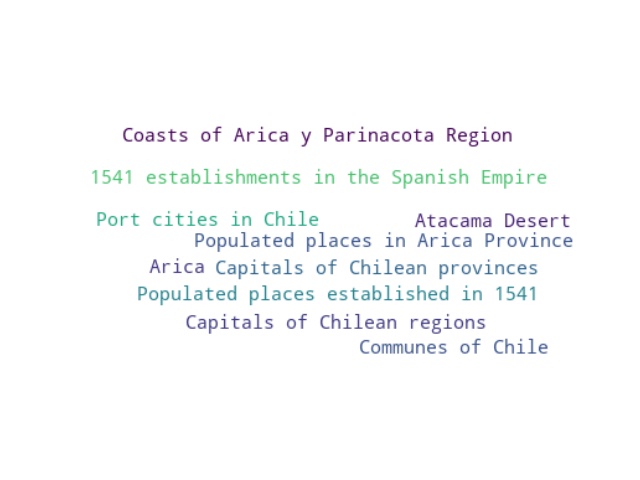 Coasts of Arica y Parinacota Region
1541 establishments in the Spanish Empire
Port cities in Chile
Atacama Desert
Populated places in Arica Province
Arica
Capitals of Chilean provinces
Populated places established in 1541
Capitals of Chilean regions
Communes of Chile